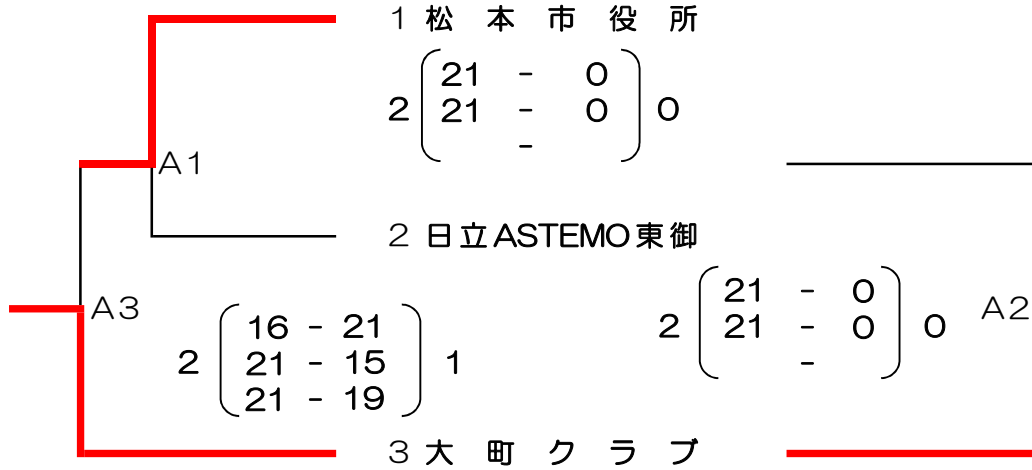 1 松本市役所
21 - 0
2 21 - 0 0
-
A1
2 日立ASTEMO東御
21 - 0
A3 16 - 21 2 21 - 0 0 A2
2 21 - 15 1 -
21 - 19
3 大町クラブ